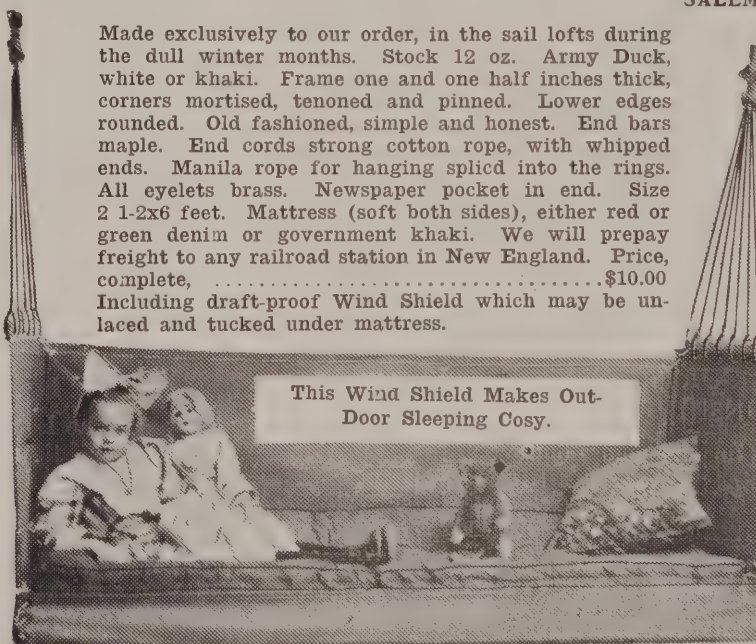 Made exclusively to our order, in the sail lofts during
the dull winter months. Stock 12 oz. Army Duck,
white or khaki. Frame one and one half inches thick,
corners mortised, tenoned and pinned. Lower edges
rounded. Old fashioned, simple and honest. End bars
maple. End cords strong cotton rope, with whipped
ends. Manila rope for hanging splicd into the rings.
All eyelets brass. Newspaper pocket in end. Size
2 1-2x6 feet. Mattress (soft both sides), either red or
green denim or government khaki. We will prepay
freight to any railroad station in New England. Price,
complete, ....................................$10.00
Including draft-proof Wind Shield which may be un-
laced and tucked under mattress.
This Wind Shield Makes Out-
Door Sleeping Cosy.